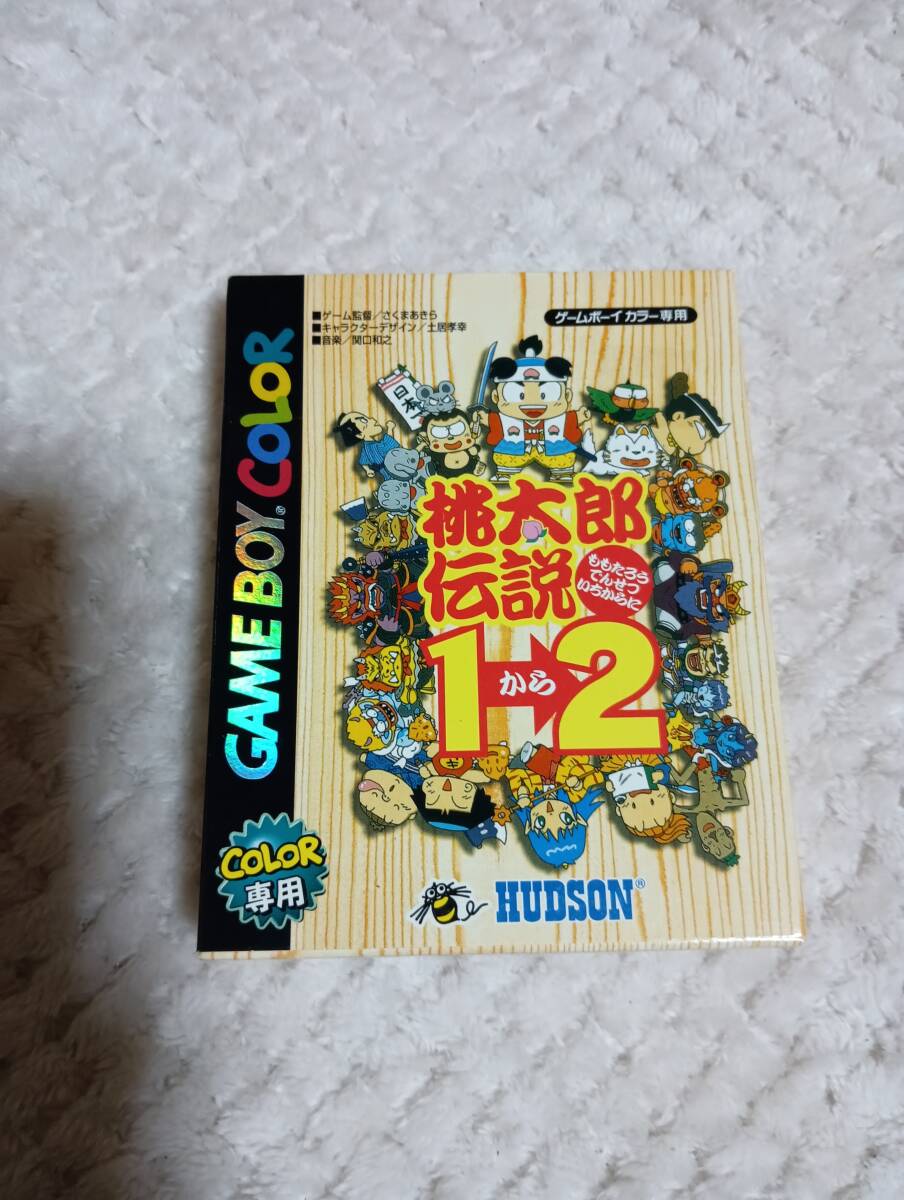 ■ゲーム監督／さくまあきら
■キャラクターデザイン／土居孝幸
■音楽／関口和之
ゲームボーイ カラー専用
GAME BOY COLOR
日本一
桃太郎
伝説
ももたろう
でんせつ
いちからに
1から2
COLOR
専用
HUDSON®